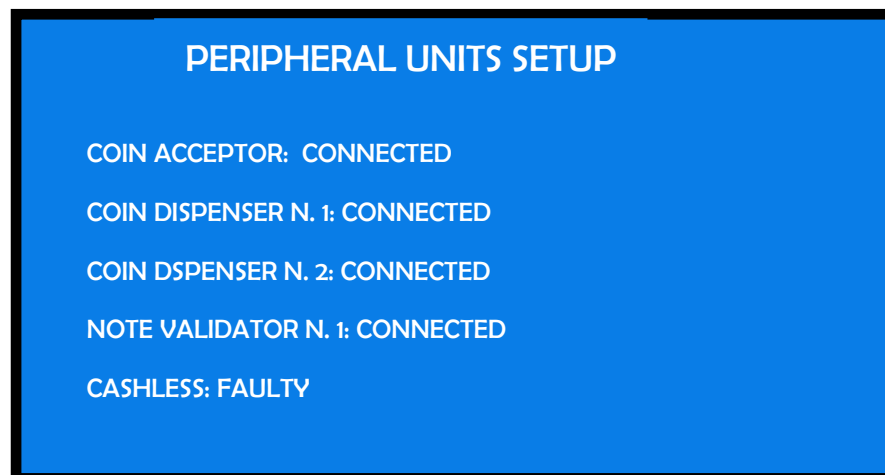 PERIPHERAL UNITS SETUP
COIN ACCEPTOR: CONNECTED
COIN DISPENSER N. 1: CONNECTED
COIN DSPENSER N. 2: CONNECTED
NOTE VALIDATOR N. 1: CONNECTED
CASHLESS: FAULTY